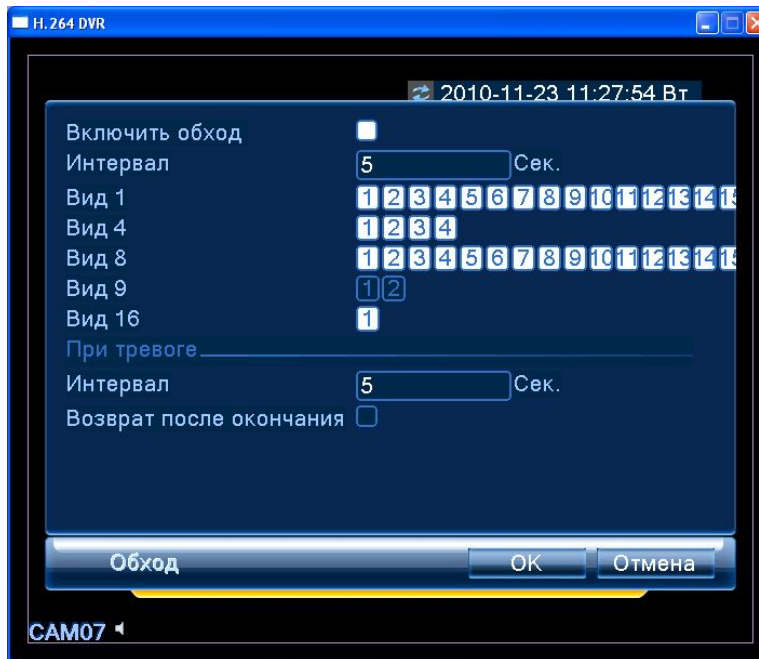 H.264 DVR
2010-11-23 11:27:54 Вт
Включить обход
Интервал 5 Сек.
Вид 1 1 2 3 4 5 6 7 8 9 10 11 12 13 14 15
Вид 4 1 2 3 4
Вид 8 1 2 3 4 5 6 7 8 9 10 11 12 13 14 15
Вид 9 1 2
Вид 16 1
При тревоге
Интервал 5 Сек.
Возврат после окончания
Обход OK Отмена
CAM07